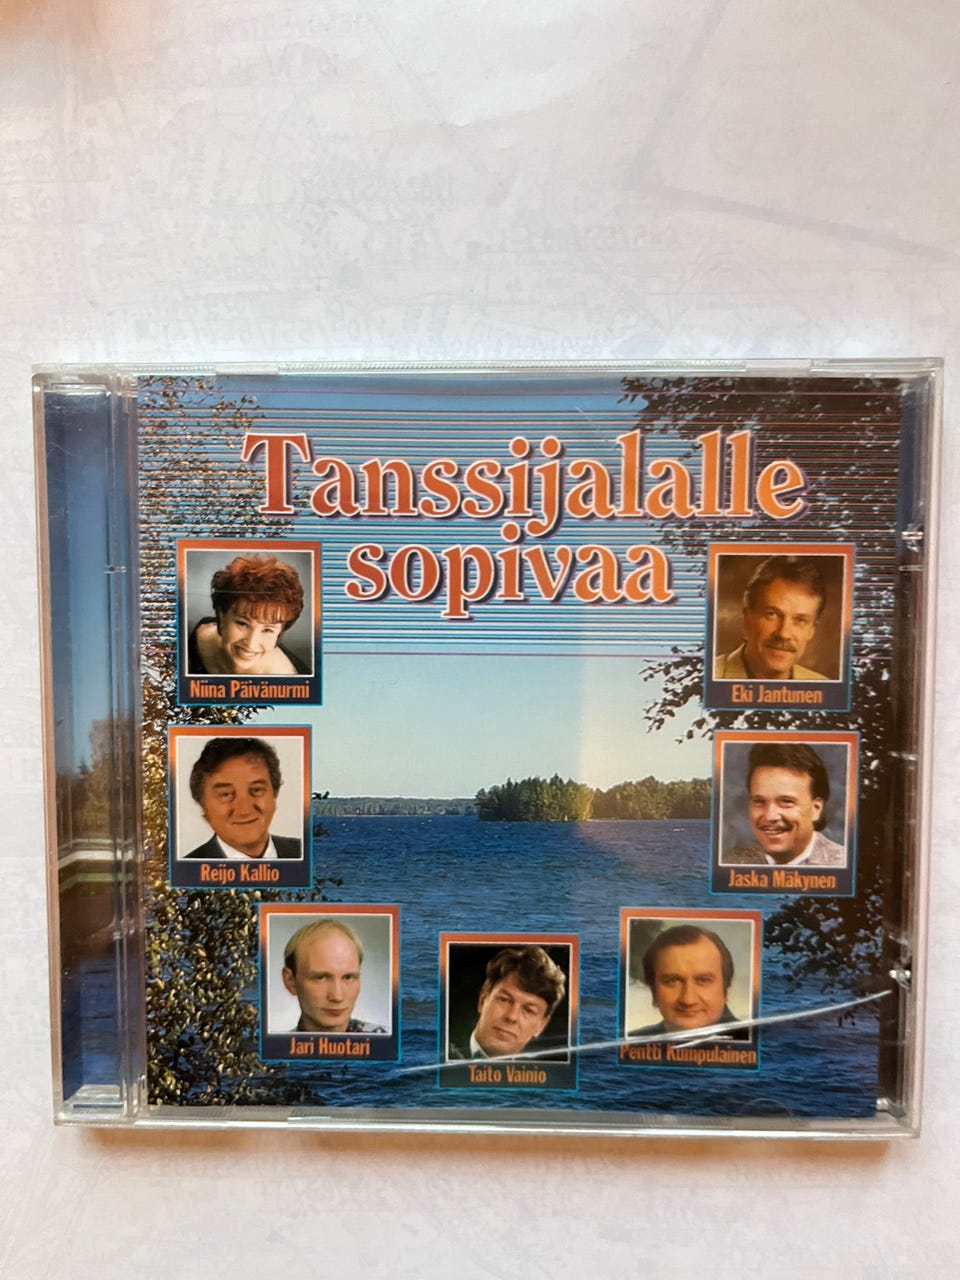 Tanssijalalle
sopivaa
Niina Päivänurmi
Eki Jantunen
Reijo Kallio
Jaska Mäkynen
Jari Huotari
Taito Vainio
Pentti Kumpulainen